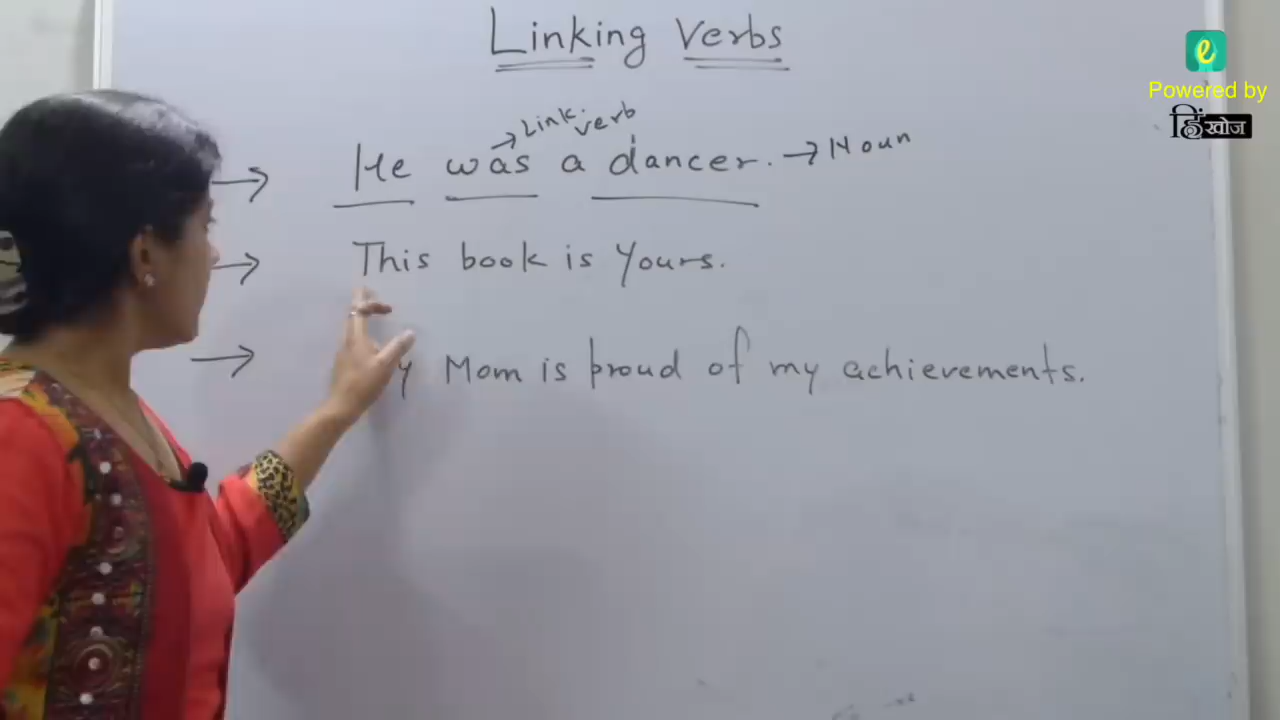 Linking Verbs
e
Powered by
हिंखोज
Link. verb
He was a dancer. → Noun
→ This book is Yours.
→ y Mom is proud of my achievements.